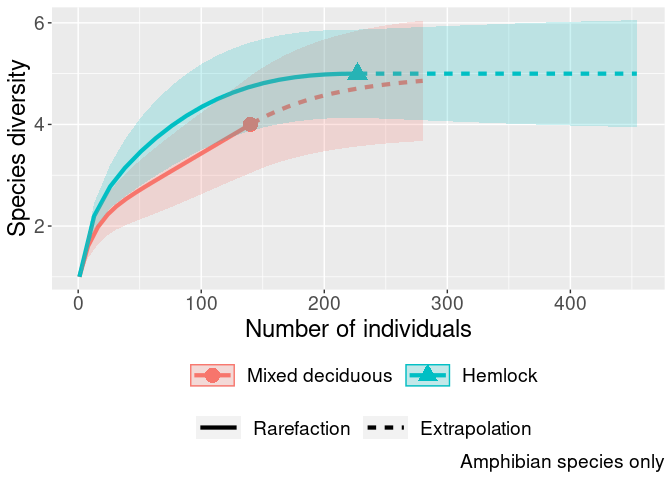 Species diversity
6
4
2
0 100 200 300 400
Number of individuals
Mixed deciduous Hemlock
Rarefaction Extrapolation
Amphibian species only